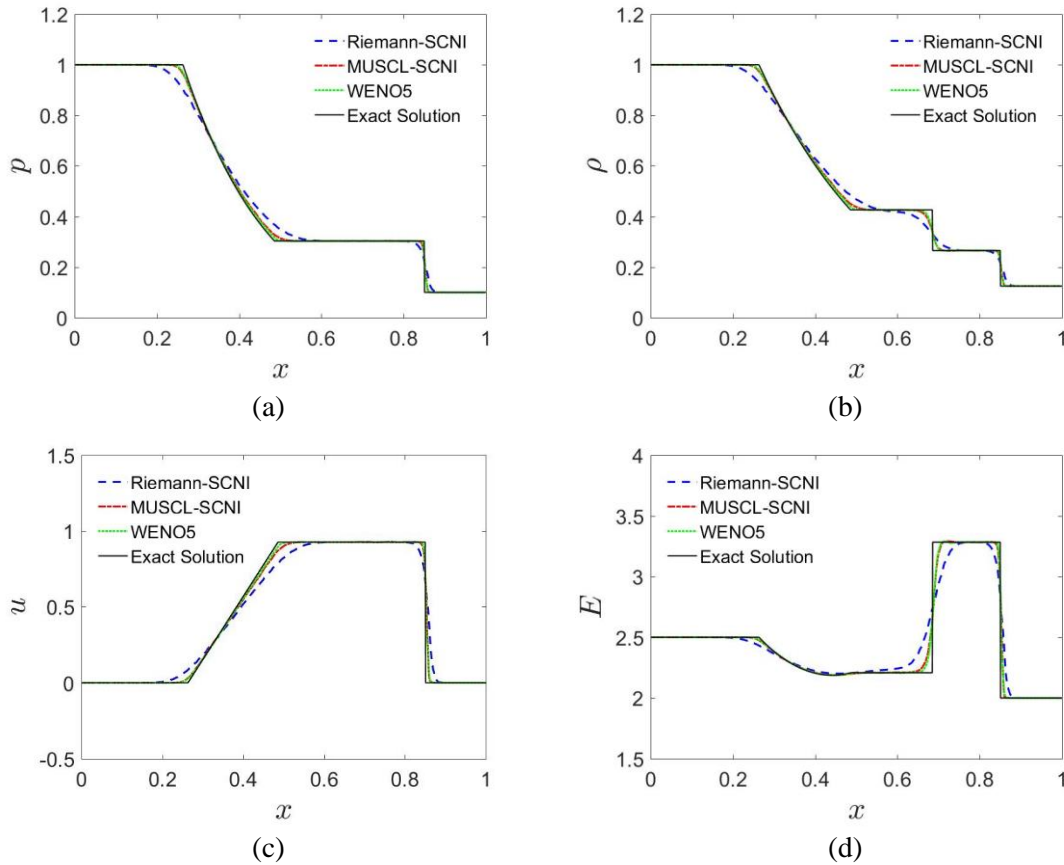 1.2
1
0.8
0.6
0.4
0.2
0
p
Riemann-SCNI
MUSCL-SCNI
WENO5
Exact Solution
0 0.2 0.4 0.6 0.8 1
x
(a)
1.2
1
0.8
0.6
0.4
0.2
0
ρ
Riemann-SCNI
MUSCL-SCNI
WENO5
Exact Solution
0 0.2 0.4 0.6 0.8 1
x
(b)
1.5
1
0.5
0
-0.5
u
Riemann-SCNI
MUSCL-SCNI
WENO5
Exact Solution
0 0.2 0.4 0.6 0.8 1
x
(c)
4
3.5
3
2.5
2
1.5
E
Riemann-SCNI
MUSCL-SCNI
WENO5
Exact Solution
0 0.2 0.4 0.6 0.8 1
x
(d)